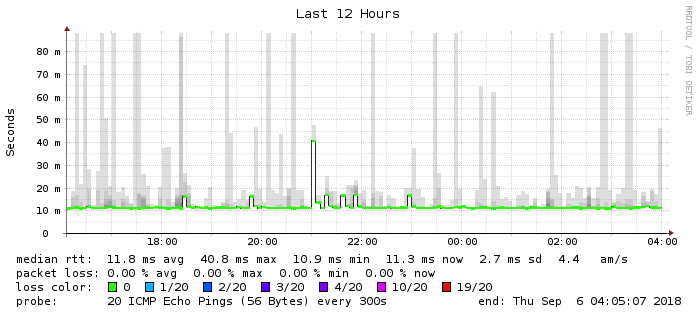 Last 12 Hours
RRDTOOL / TOBI OETIKER
Seconds
80 m
70 m
60 m
50 m
40 m
30 m
20 m
10 m
0
18:00 20:00 22:00 00:00 02:00 04:00
median rtt: 11.8 ms avg 40.8 ms max 10.9 ms min 11.3 ms now 2.7 ms sd 4.4 am/s
packet loss: 0.00 % avg 0.00 % max 0.00 % min 0.00 % now
loss color: 0 1/20 2/20 3/20 4/20 10/20 19/20
probe: 20 ICMP Echo Pings (56 Bytes) every 300s end: Thu Sep 6 04:05:07 2018